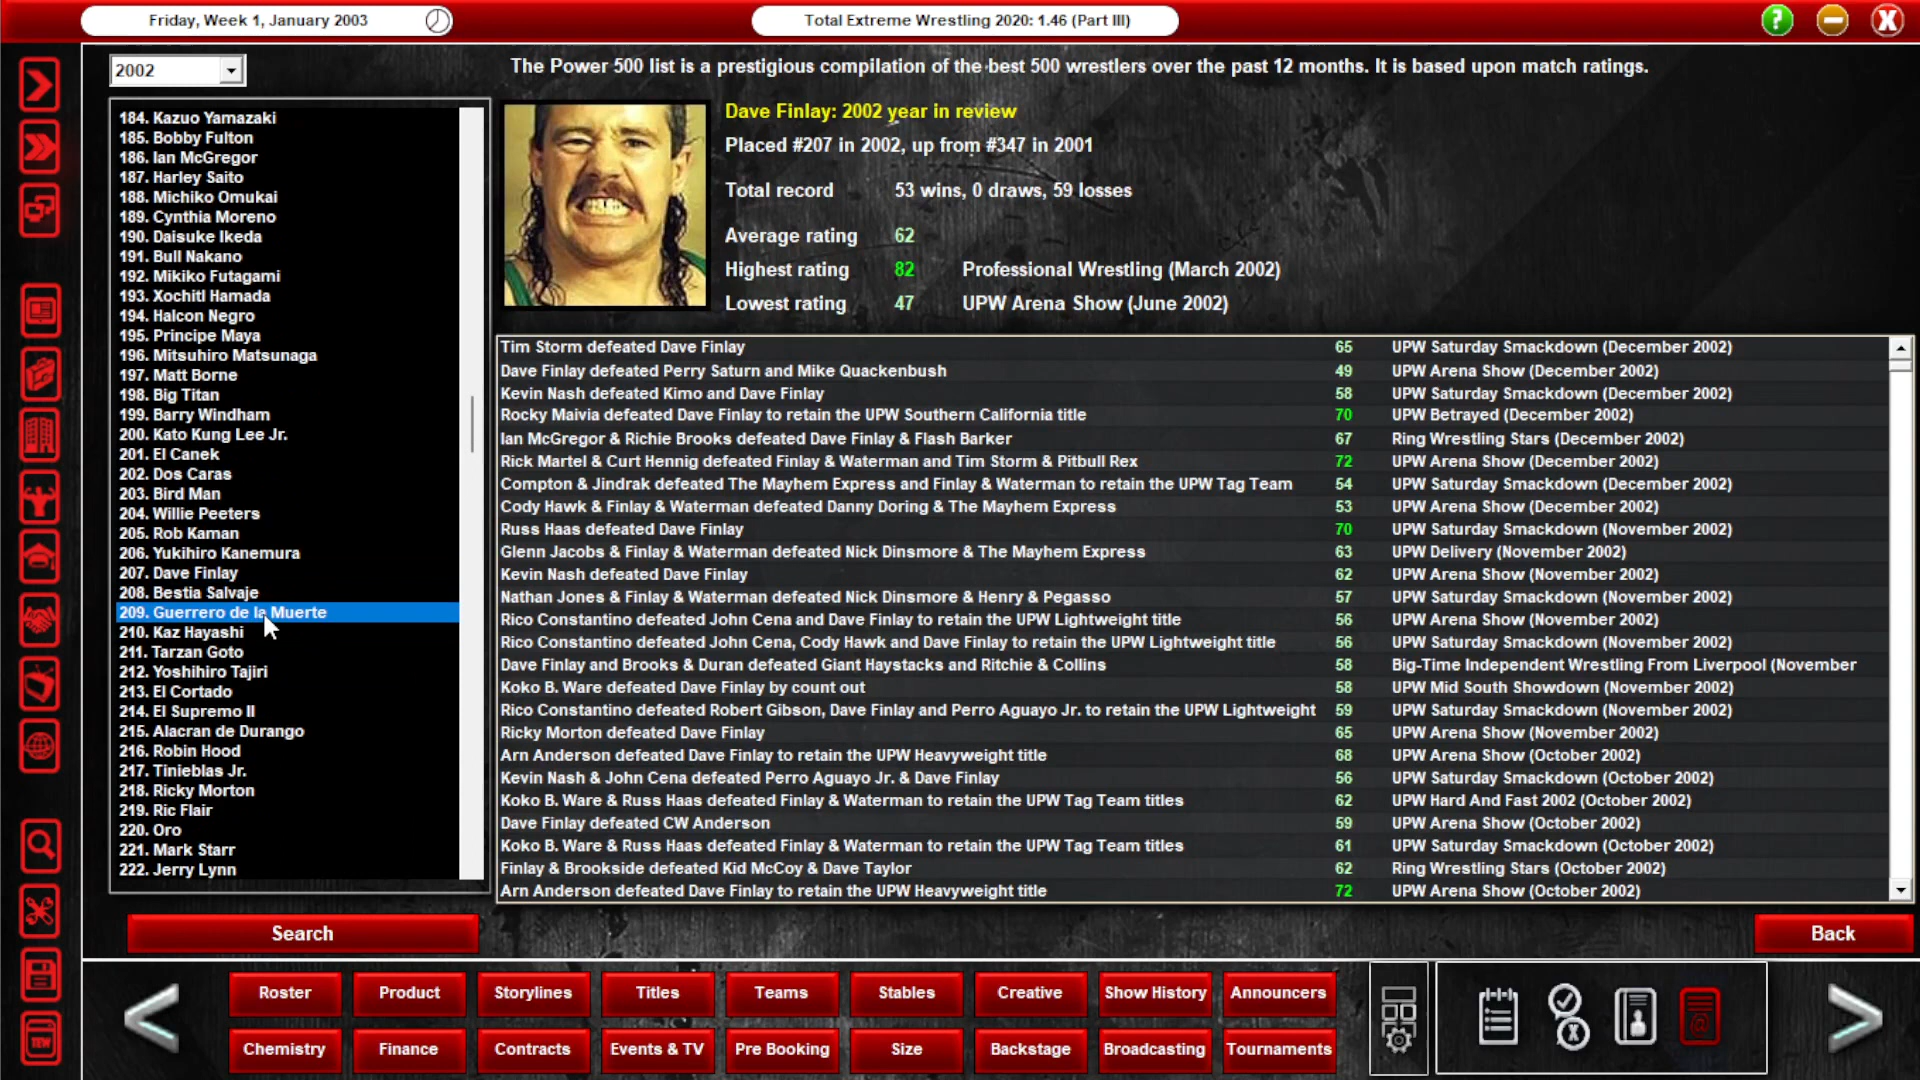 Friday, Week 1, January 2003
Total Extreme Wrestling 2020: 1.46 (Part III)
?
X
2002
The Power 500 list is a prestigious compilation of the best 500 wrestlers over the past 12 months. It is based upon match ratings.
184. Kazuo Yamazaki
185. Bobby Fulton
186. Ian McGregor
187. Harley Saito
188. Michiko Omukai
189. Cynthia Moreno
190. Daisuke Ikeda
191. Bull Nakano
192. Mikiko Futagami
193. Xochitl Hamada
194. Halcon Negro
195. Principe Maya
196. Mitsuhiro Matsunaga
197. Matt Borne
198. Big Titan
199. Barry Windham
200. Kato Kung Lee Jr.
201. El Canek
202. Dos Caras
203. Bird Man
204. Willie Peeters
205. Rob Kaman
206. Yukihiro Kanemura
207. Dave Finlay
208. Bestia Salvaje
209. Guerrero de la Muerte
210. Kaz Hayashi
211. Tarzan Goto
212. Yoshihiro Tajiri
213. El Cortado
214. El Supremo II
215. Alacran de Durango
216. Robin Hood
217. Tinieblas Jr.
218. Ricky Morton
219. Ric Flair
220. Oro
221. Mark Starr
222. Jerry Lynn
Search
Dave Finlay: 2002 year in review
Placed #207 in 2002, up from #347 in 2001
Total record 53 wins, 0 draws, 59 losses
Average rating 62
Highest rating 82 Professional Wrestling (March 2002)
Lowest rating 47 UPW Arena Show (June 2002)
Tim Storm defeated Dave Finlay 65 UPW Saturday Smackdown (December 2002)
Dave Finlay defeated Perry Saturn and Mike Quackenbush 49 UPW Arena Show (December 2002)
Kevin Nash defeated Kimo and Dave Finlay 58 UPW Saturday Smackdown (December 2002)
Rocky Maivia defeated Dave Finlay to retain the UPW Southern California title 70 UPW Betrayed (December 2002)
Ian McGregor & Richie Brooks defeated Dave Finlay & Flash Barker 67 Ring Wrestling Stars (December 2002)
Rick Martel & Curt Hennig defeated Finlay & Waterman and Tim Storm & Pitbull Rex 72 UPW Arena Show (December 2002)
Compton & Jindrak defeated The Mayhem Express and Finlay & Waterman to retain the UPW Tag Team 54 UPW Saturday Smackdown (December 2002)
Cody Hawk & Finlay & Waterman defeated Danny Doring & The Mayhem Express 53 UPW Arena Show (December 2002)
Russ Haas defeated Dave Finlay 70 UPW Saturday Smackdown (November 2002)
Glenn Jacobs & Finlay & Waterman defeated Nick Dinsmore & The Mayhem Express 63 UPW Delivery (November 2002)
Kevin Nash defeated Dave Finlay 62 UPW Arena Show (November 2002)
Nathan Jones & Finlay & Waterman defeated Nick Dinsmore & Henry & Pegasso 57 UPW Saturday Smackdown (November 2002)
Rico Constantino defeated John Cena and Dave Finlay to retain the UPW Lightweight title 56 UPW Arena Show (November 2002)
Rico Constantino defeated John Cena, Cody Hawk and Dave Finlay to retain the UPW Lightweight title 56 UPW Saturday Smackdown (November 2002)
Dave Finlay and Brooks & Duran defeated Giant Haystacks and Ritchie & Collins 58 Big-Time Independent Wrestling From Liverpool (November
Koko B. Ware defeated Dave Finlay by count out 58 UPW Mid South Showdown (November 2002)
Rico Constantino defeated Robert Gibson, Dave Finlay and Perro Aguayo Jr. to retain the UPW Lightweight 59 UPW Saturday Smackdown (November 2002)
Ricky Morton defeated Dave Finlay 65 UPW Arena Show (November 2002)
Arn Anderson defeated Dave Finlay to retain the UPW Heavyweight title 68 UPW Arena Show (October 2002)
Kevin Nash & John Cena defeated Perro Aguayo Jr. & Dave Finlay 56 UPW Saturday Smackdown (October 2002)
Koko B. Ware & Russ Haas defeated Finlay & Waterman to retain the UPW Tag Team titles 62 UPW Hard And Fast 2002 (October 2002)
Dave Finlay defeated CW Anderson 59 UPW Arena Show (October 2002)
Koko B. Ware & Russ Haas defeated Finlay & Waterman to retain the UPW Tag Team titles 61 UPW Saturday Smackdown (October 2002)
Finlay & Brookside defeated Kid McCoy & Dave Taylor 62 Ring Wrestling Stars (October 2002)
Arn Anderson defeated Dave Finlay to retain the UPW Heavyweight title 72 UPW Arena Show (October 2002)
Back
Roster Product Storylines Titles Teams Stables Creative Show History Announcers
Chemistry Finance Contracts Events & TV Pre Booking Size Backstage Broadcasting Tournaments
TEW